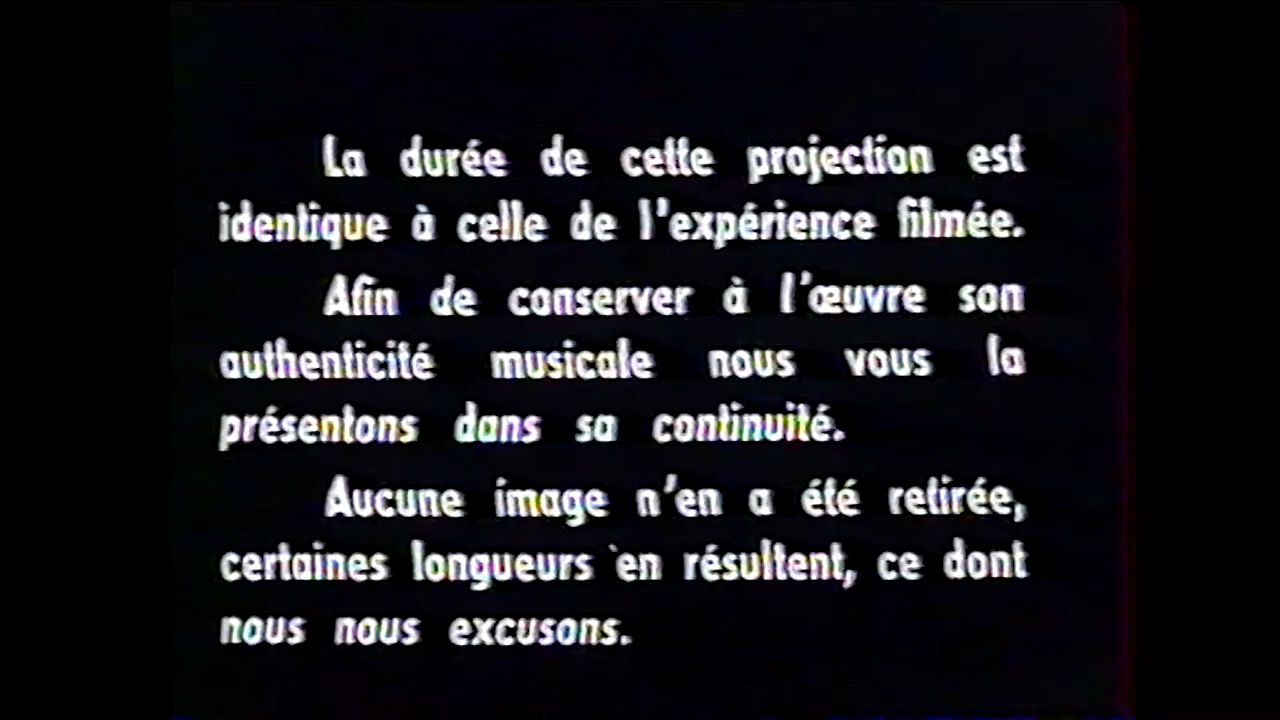 La durée de cette projection est
identique à celle de l'expérience filmée.
Afin de conserver à l'œuvre son
authenticité musicale nous vous la
présentons dans sa continuité.
Aucune image n'en a été retirée,
certaines longueurs en résultent, ce dont
nous nous excusons.